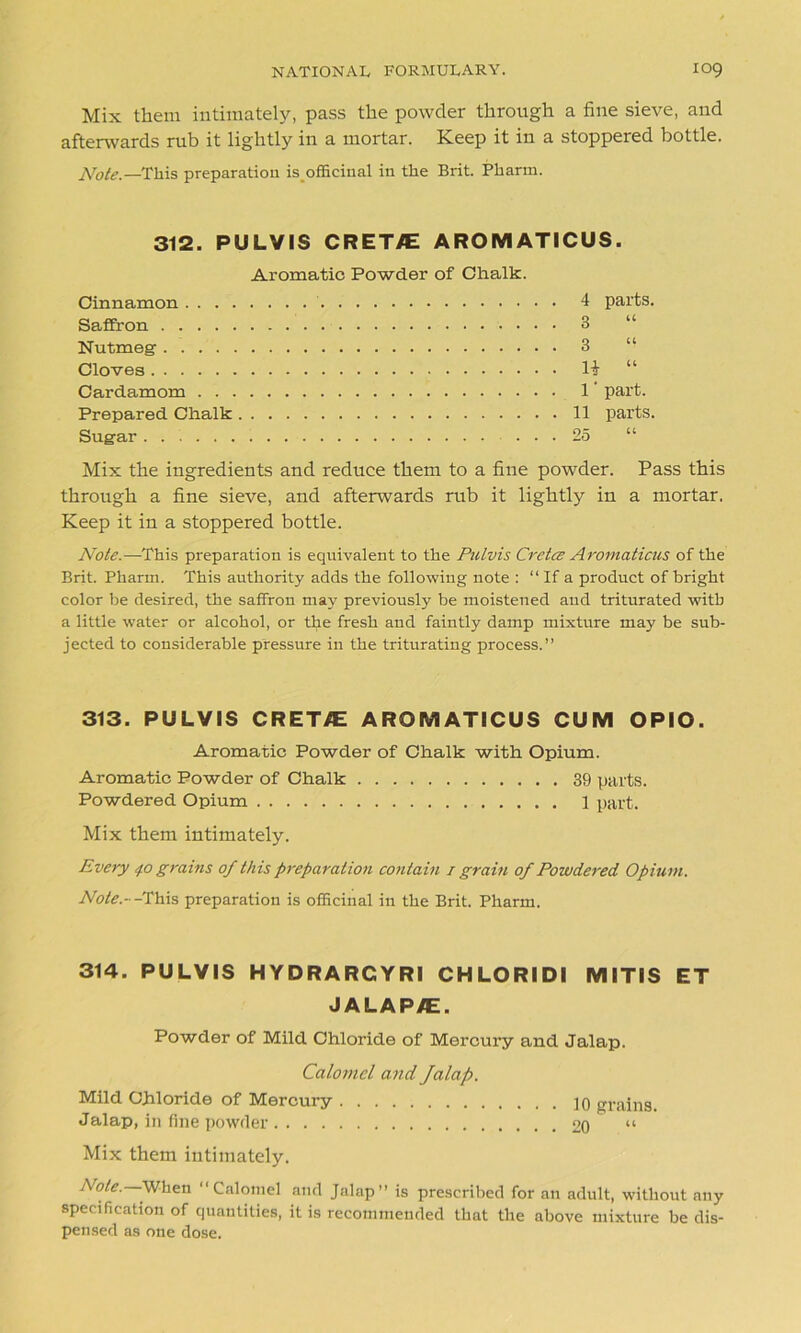 NATIONAL FORMULARY. 109
Mix them intimately, pass the powder through a fine sieve, and
afterwards rub it lightly in a mortar. Keep it in a stoppered bottle.
Note.—This preparation is officinal in the Brit. Pharm.
312. PULVIS CRETÆ AROMATICUS.
Aromatic Powder of Chalk.
Cinnamon . . . . . . . . . . . . . . . . . . . . . . . . 4 parts.
Saffron . . . . . . . . . . . . . . . . . . . . . . . . . 3 “
Nutmeg . . . . . . . . . . . . . . . . . . . . . . . . . 3 “
Cloves . . . . . . . . . . . . . . . . . . . . . . . . . . 1½ “
Cardamom . . . . . . . . . . . . . . . . . . . . . . . 1 part.
Prepared Chalk . . . . . . . . . . . . . . . . . . . . 11 parts.
Sugar . . . . . . . . . . . . . . . . . . . . . . . . . . 25 “
Mix the ingredients and reduce them to a fine powder. Pass this
through a fine sieve, and afterwards rub it lightly in a mortar.
Keep it in a stoppered bottle.
Note.—This preparation is equivalent to the Pulvis Cretæ Aromaticus of the
Brit. Pharm. This authority adds the following note : “ If a product of bright
color be desired, the saffron may previously be moistened and triturated with
a little water or alcohol, or the fresh and faintly damp mixture may be sub-
jected to considerable pressure in the triturating process.”
313. PULVIS CRETÆ AROMATICUS CUM OPIO.
Aromatic Powder of Chalk with Opium.
Aromatic Powder of Chalk . . . . . . . . . . . . . 39 parts.
Powdered Opium . . . . . . . . . . . . . . . . . . . 1 part.
Mix them intimately.
Every 40 grains of this preparation contain 1 grain of Powdered Opium.
Note.--This preparation is officinal in the Brit. Pharm.
314. PULVIS HYDRARGYRI CHLORIDI MITIS ET
JALAPÆ.
Powder of Mild Chloride of Mercury and Jalap.
Calomel and Jalap.
Mild Chloride of Mercury . . . . . . . . . . . . . . 10 grains.
Jalap, in fine powder . . . . . . . . . . . . . . . . . 20 “
Mix them intimately.
Note.—When “Calomel and Jalap” is prescribed for an adult, without any
specification of quantities, it is recommended that the above mixture be dis-
pensed as one dose.